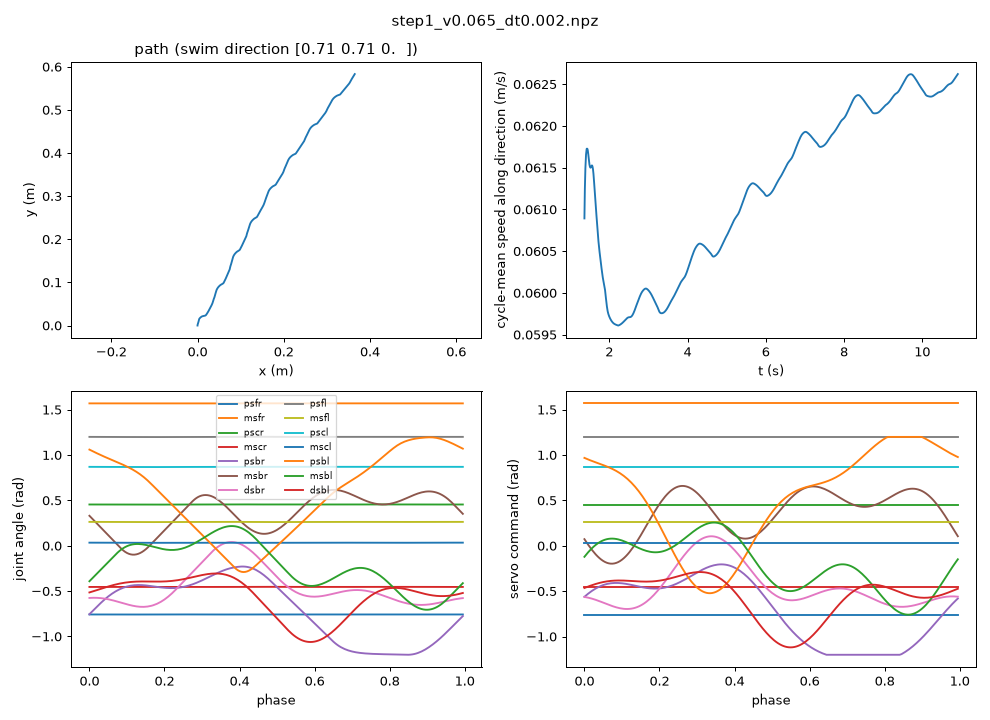 step1_v0.065_dt0.002.npz
path (swim direction [0.71 0.71 0.  ])
y (m)
0.6
0.5
0.4
0.3
0.2
0.1
0.0
−0.2 0.0 0.2 0.4 0.6
x (m)
cycle-mean speed along direction (m/s)
0.0625
0.0620
0.0615
0.0610
0.0605
0.0600
0.0595
2 4 6 8 10
t (s)
joint angle (rad)
1.5
1.0
0.5
0.0
−0.5
−1.0
psfr psfl
msfr msfl
pscr pscl
mscr mscl
psbr psbl
msbr msbl
dsbr dsbl
0.0 0.2 0.4 0.6 0.8 1.0
phase
servo command (rad)
1.5
1.0
0.5
0.0
−0.5
−1.0
0.0 0.2 0.4 0.6 0.8 1.0
phase